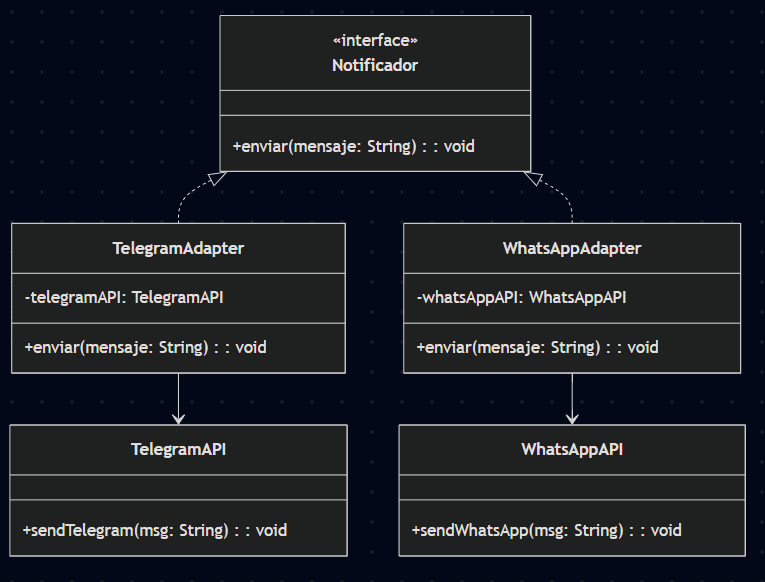 «interface»
Notificador
+enviar(mensaje: String) : : void
TelegramAdapter
-telegramAPI: TelegramAPI
+enviar(mensaje: String) : : void
WhatsAppAdapter
-whatsAppAPI: WhatsAppAPI
+enviar(mensaje: String) : : void
TelegramAPI
+sendTelegram(msg: String) : : void
WhatsAppAPI
+sendWhatsApp(msg: String) : : void